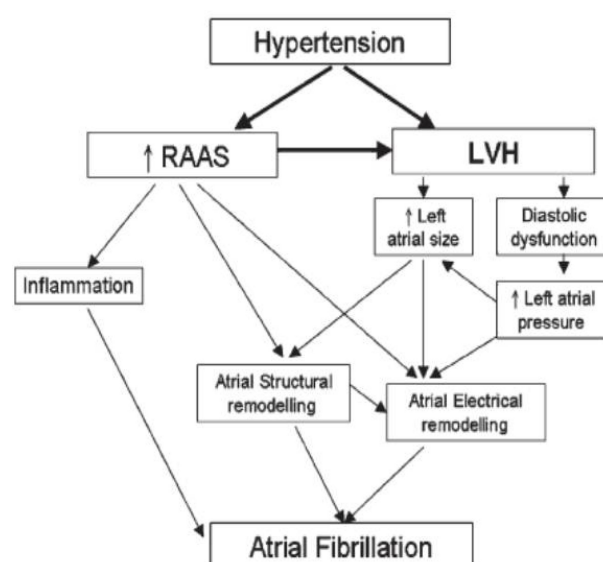 Hypertension
↑ RAAS
LVH
↑ Left
atrial size
Diastolic
dysfunction
Inflammation
↑ Left atrial
pressure
Atrial Structural
remodelling
Atrial Electrical
remodelling
Atrial Fibrillation